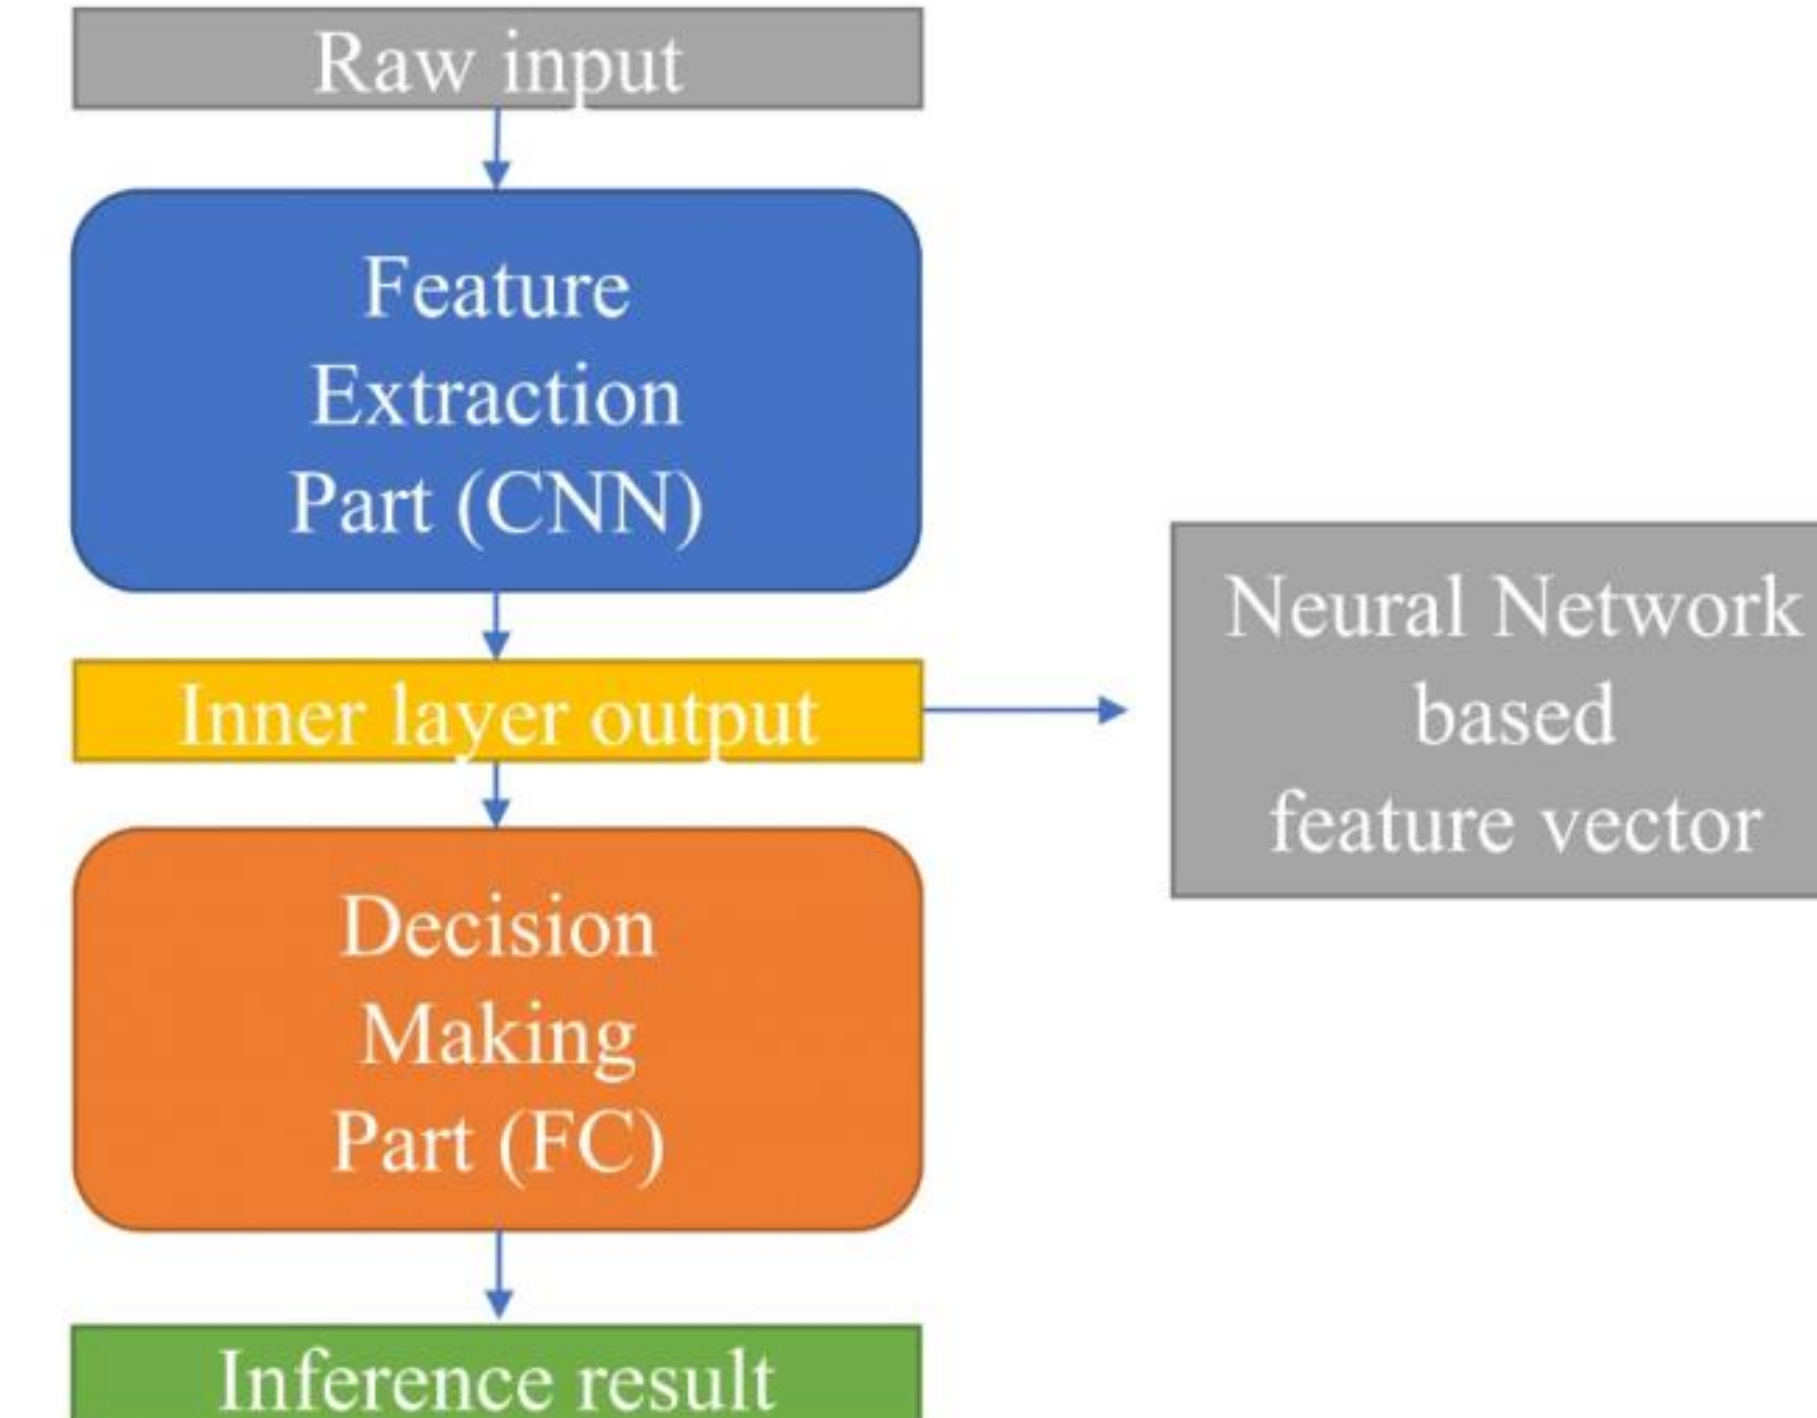 Raw input
Feature
Extraction
Part (CNN)
Inner layer output
Neural Network
based
feature vector
Decision
Making
Part (FC)
Inference result